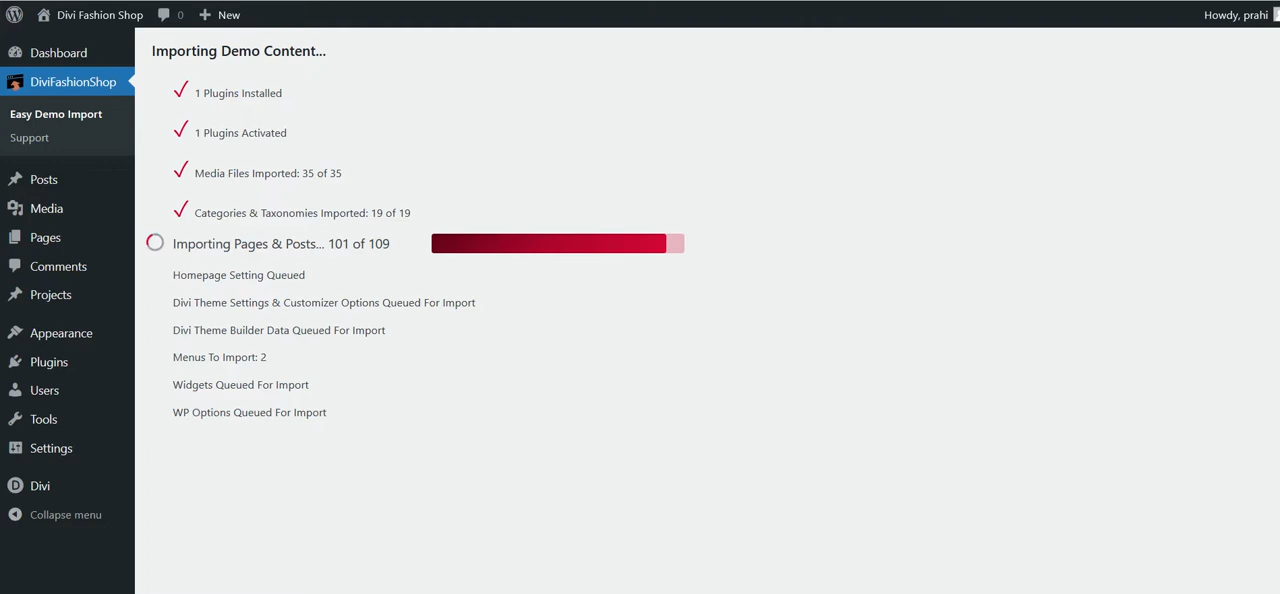 Divi Fashion Shop 0 New Howdy, prahi
Dashboard
DiviFashionShop
Easy Demo Import
Support
Posts
Media
Pages
Comments
Projects
Appearance
Plugins
Users
Tools
Settings
Divi
Collapse menu
Importing Demo Content...
1 Plugins Installed
1 Plugins Activated
Media Files Imported: 35 of 35
Categories & Taxonomies Imported: 19 of 19
Importing Pages & Posts... 101 of 109
Homepage Setting Queued
Divi Theme Settings & Customizer Options Queued For Import
Divi Theme Builder Data Queued For Import
Menus To Import: 2
Widgets Queued For Import
WP Options Queued For Import